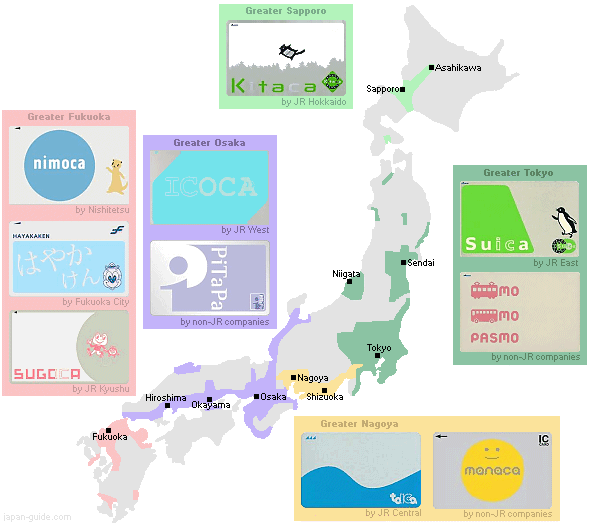 Greater Sapporo
Kitaca
by JR Hokkaido
Asahikawa
Sapporo
Greater Fukuoka
nimoca
by Nishitetsu
HAYAKAKEN
はやか
けん
by Fukuoka City
SUGOCA
by JR Kyushu
Greater Osaka
ICOCA
by JR West
PiTaPa
by non-JR companies
Greater Tokyo
Suica
by JR East
MO
MO
PASMO
by non-JR companies
Sendai
Niigata
Tokyo
Nagoya
Shizuoka
Hiroshima
Okayama
Osaka
Fukuoka
Greater Nagoya
toica
by JR Central
IC
CARD
manaca
by non-JR companies
japan-guide.com